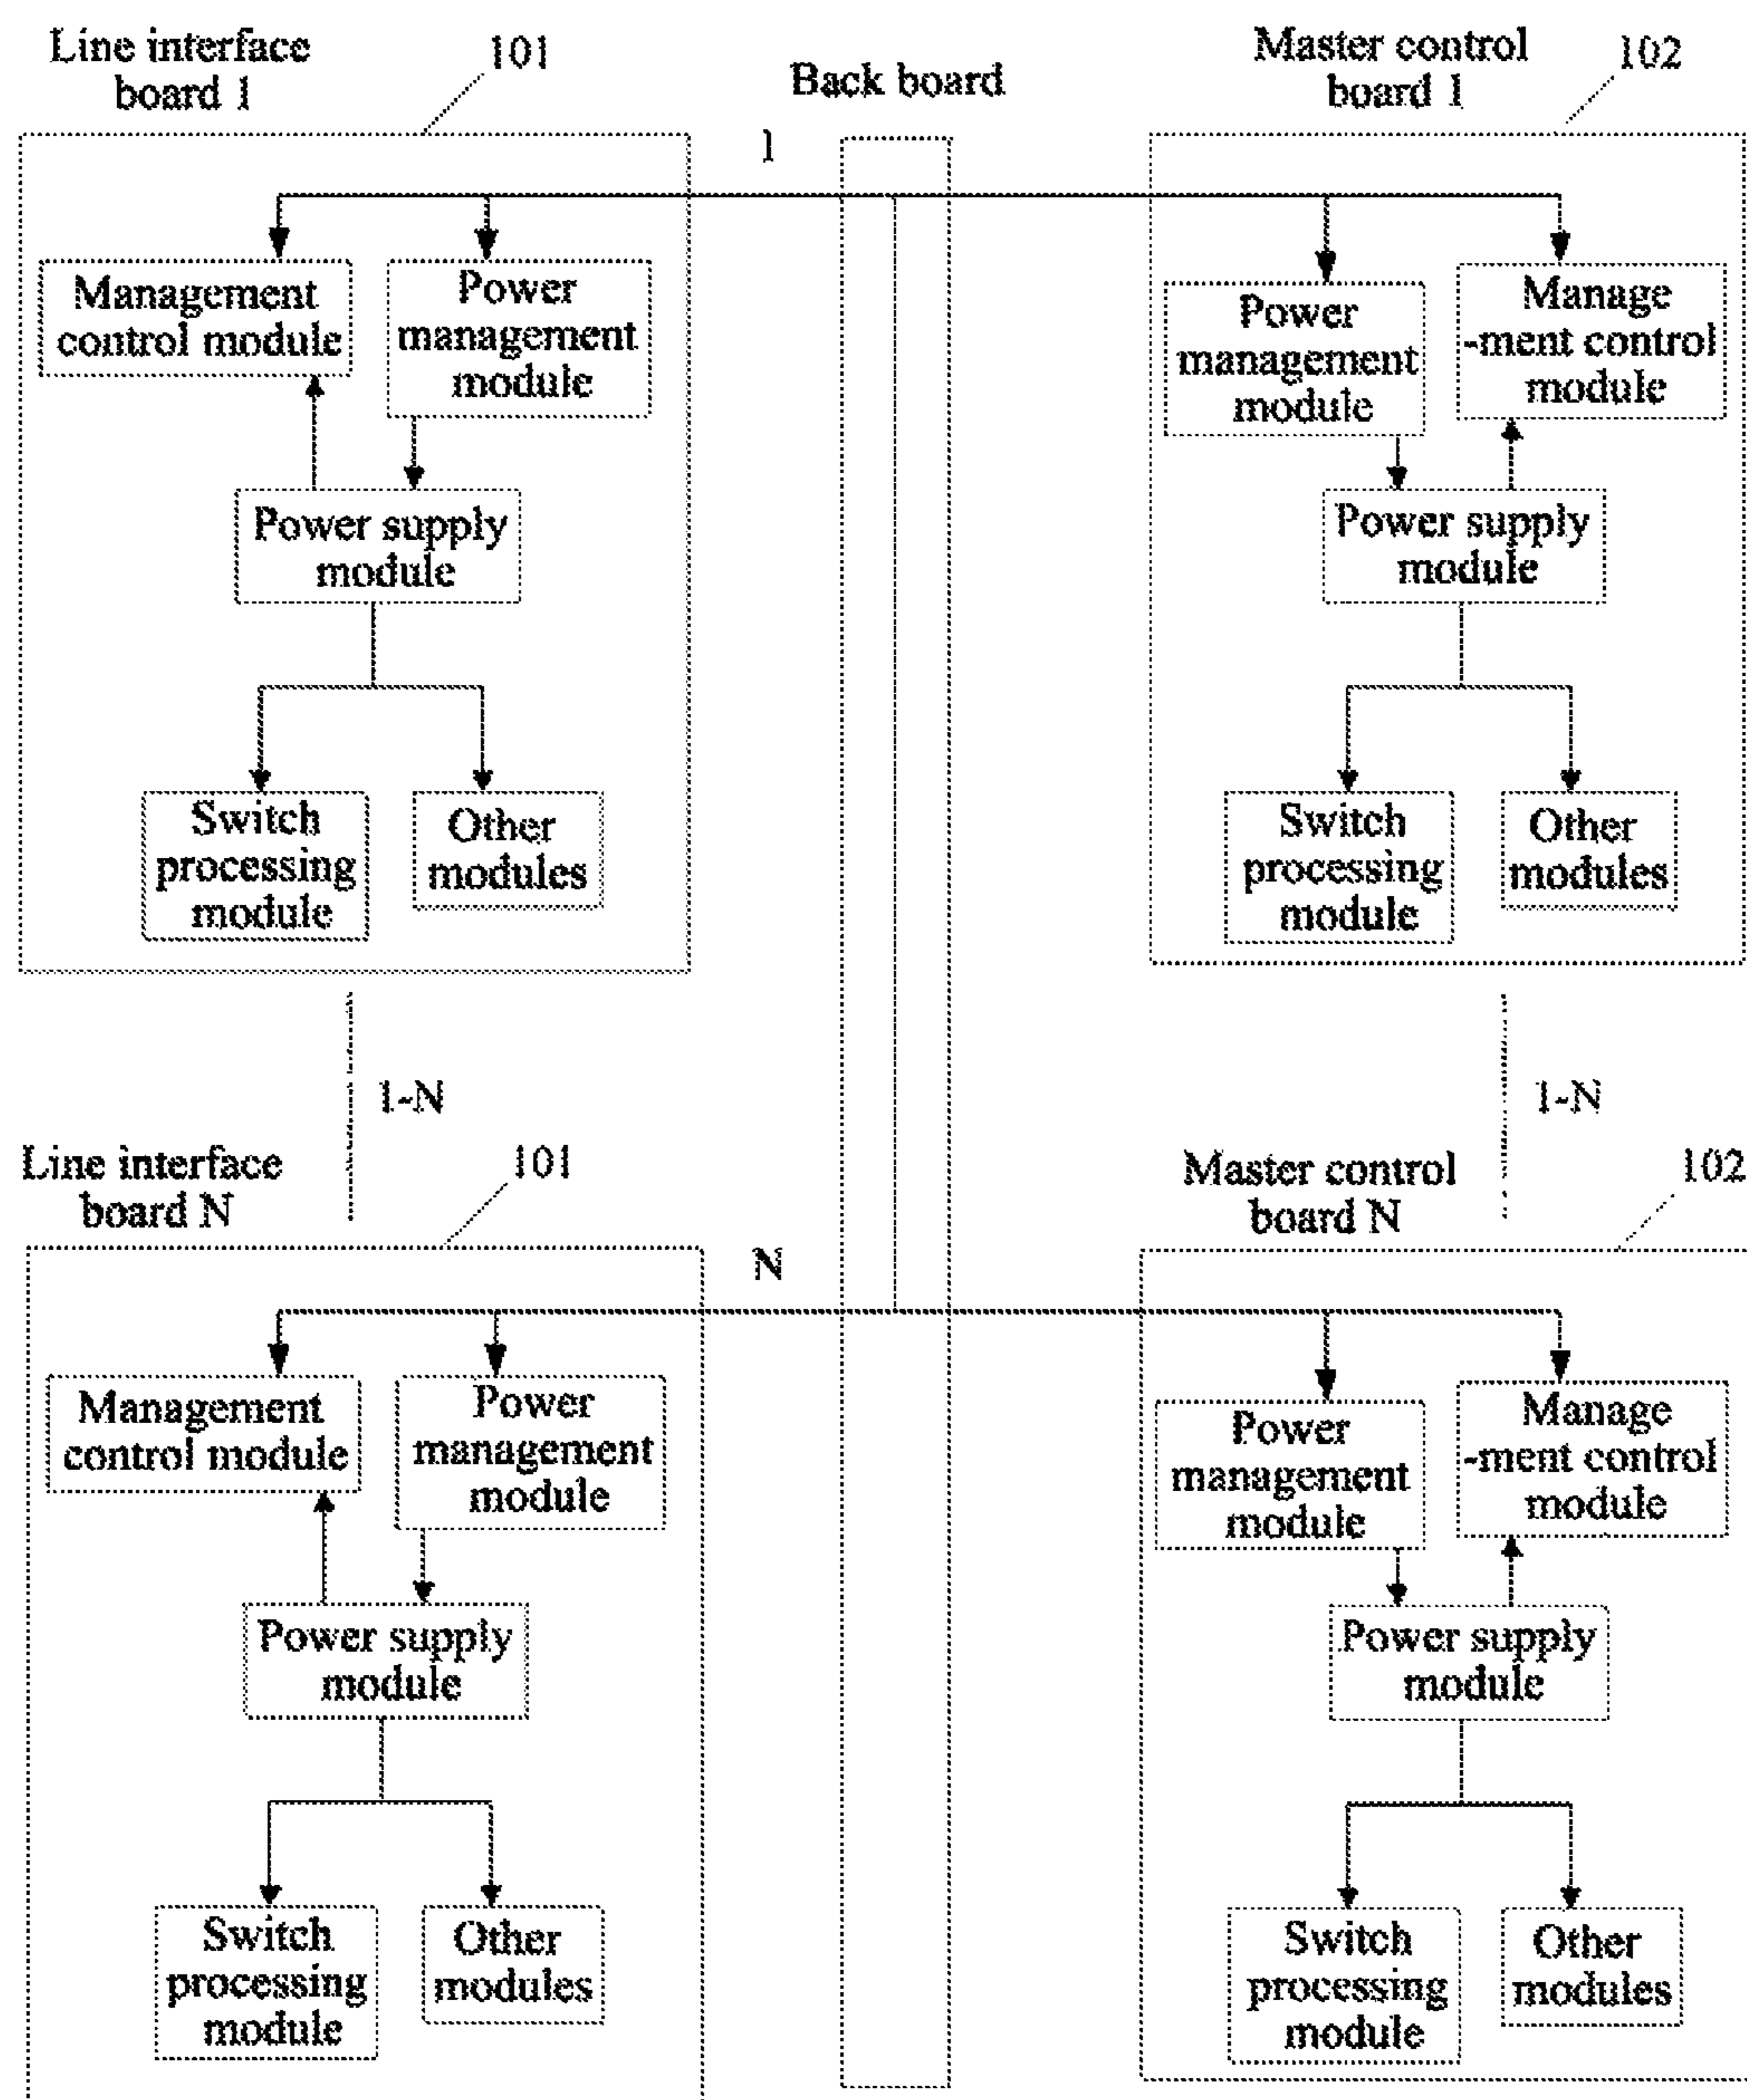 Line interface
board 1
101
Back board
Master control
board 1
102
1
Management
control module
Power
management
module
Power
management
module
Manage
-ment control
module
Power supply
module
Power supply
module
Switch
processing
module
Other
modules
Switch
processing
module
Other
modules
1-N
1-N
Line interface
board N
101
Master control
board N
102
N
Management
control module
Power
management
module
Power
management
module
Manage
-ment control
module
Power supply
module
Power supply
module
Switch
processing
module
Other
modules
Switch
processing
module
Other
modules